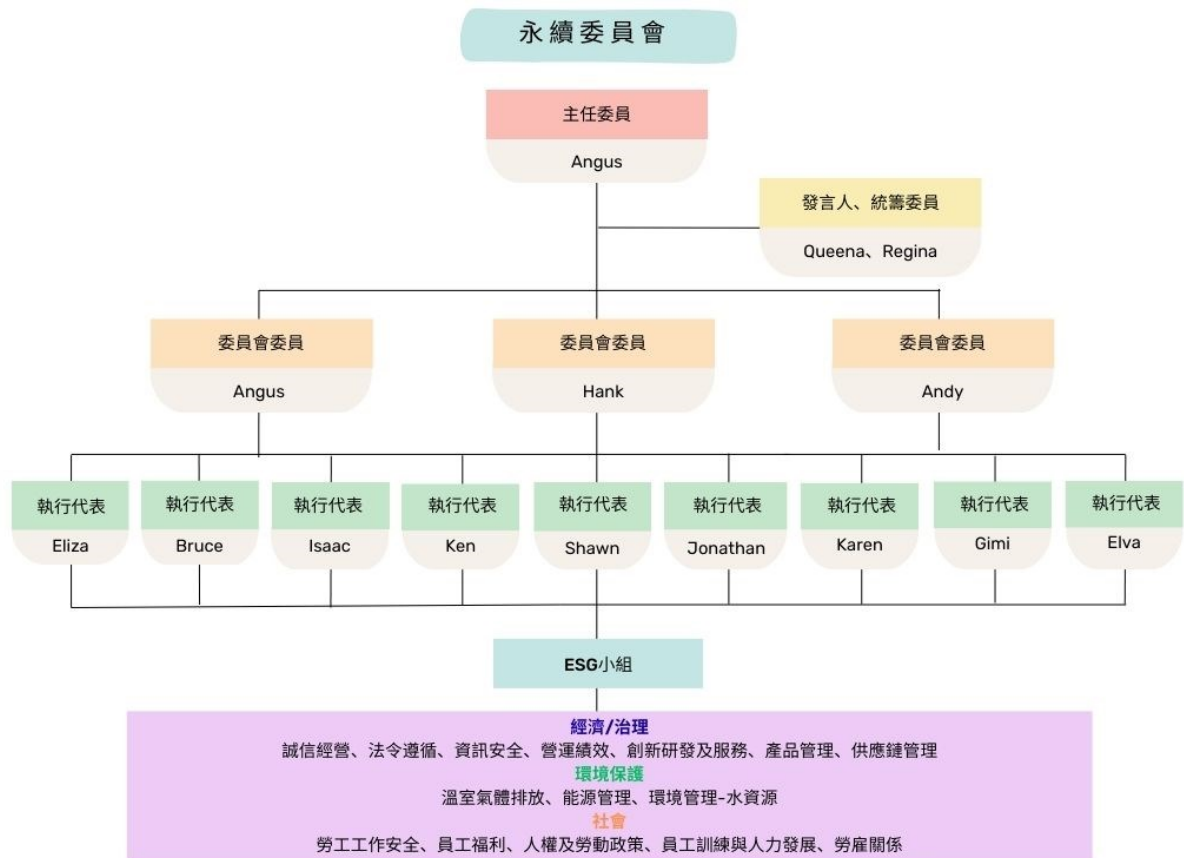 永續委員會
主任委員
Angus
發言人、統籌委員
Queena、Regina
委員會委員
Angus
委員會委員
Hank
委員會委員
Andy
執行代表
Eliza
執行代表
Bruce
執行代表
Isaac
執行代表
Ken
執行代表
Shawn
執行代表
Jonathan
執行代表
Karen
執行代表
Gimi
執行代表
Elva
ESG小組
經濟/治理
誠信經營、法令遵循、資訊安全、營運績效、創新研發及服務、產品管理、供應鏈管理
環境保護
溫室氣體排放、能源管理、環境管理-水資源
社會
勞工工作安全、員工福利、人權及勞動政策、員工訓練與人力發展、勞雇關係